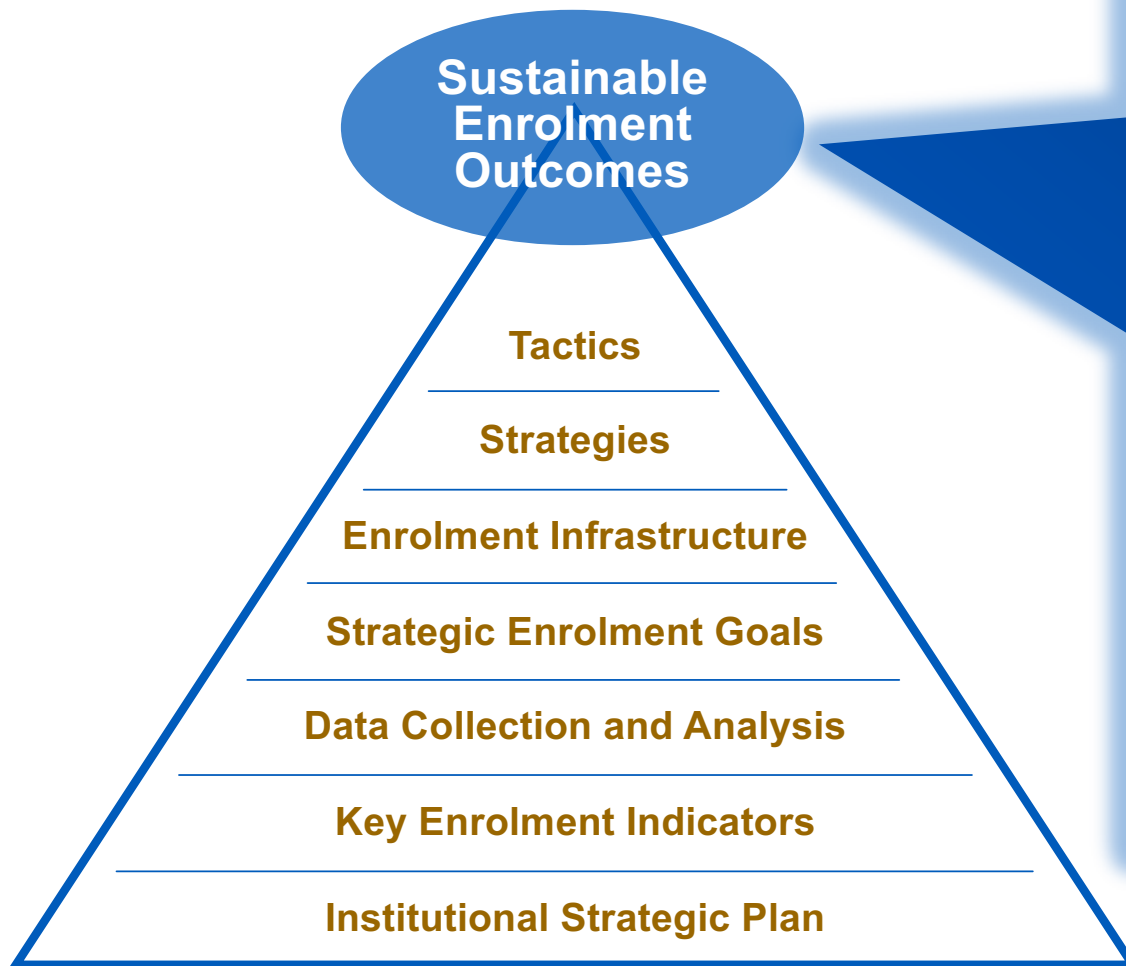 Sustainable
Enrolment
Outcomes
Tactics
Strategies
Enrolment Infrastructure
Strategic Enrolment Goals
Data Collection and Analysis
Key Enrolment Indicators
Institutional Strategic Plan